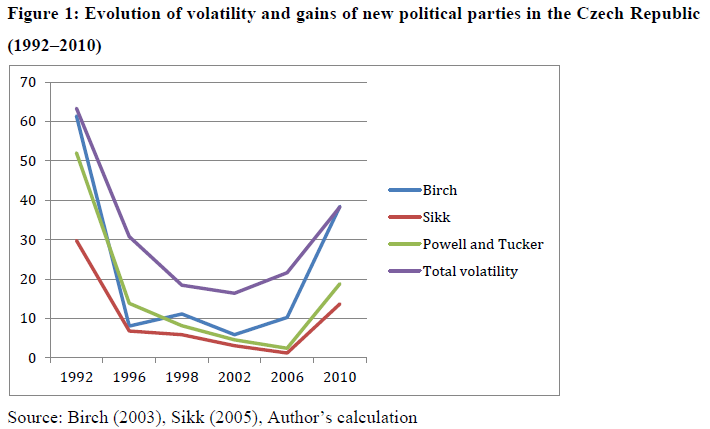 Figure 1: Evolution of volatility and gains of new political parties in the Czech Republic
(1992–2010)
70
60
50
40
30
20
10
0
1992 1996 1998 2002 2006 2010
Birch
Sikk
Powell and Tucker
Total volatility
Source: Birch (2003), Sikk (2005), Author’s calculation